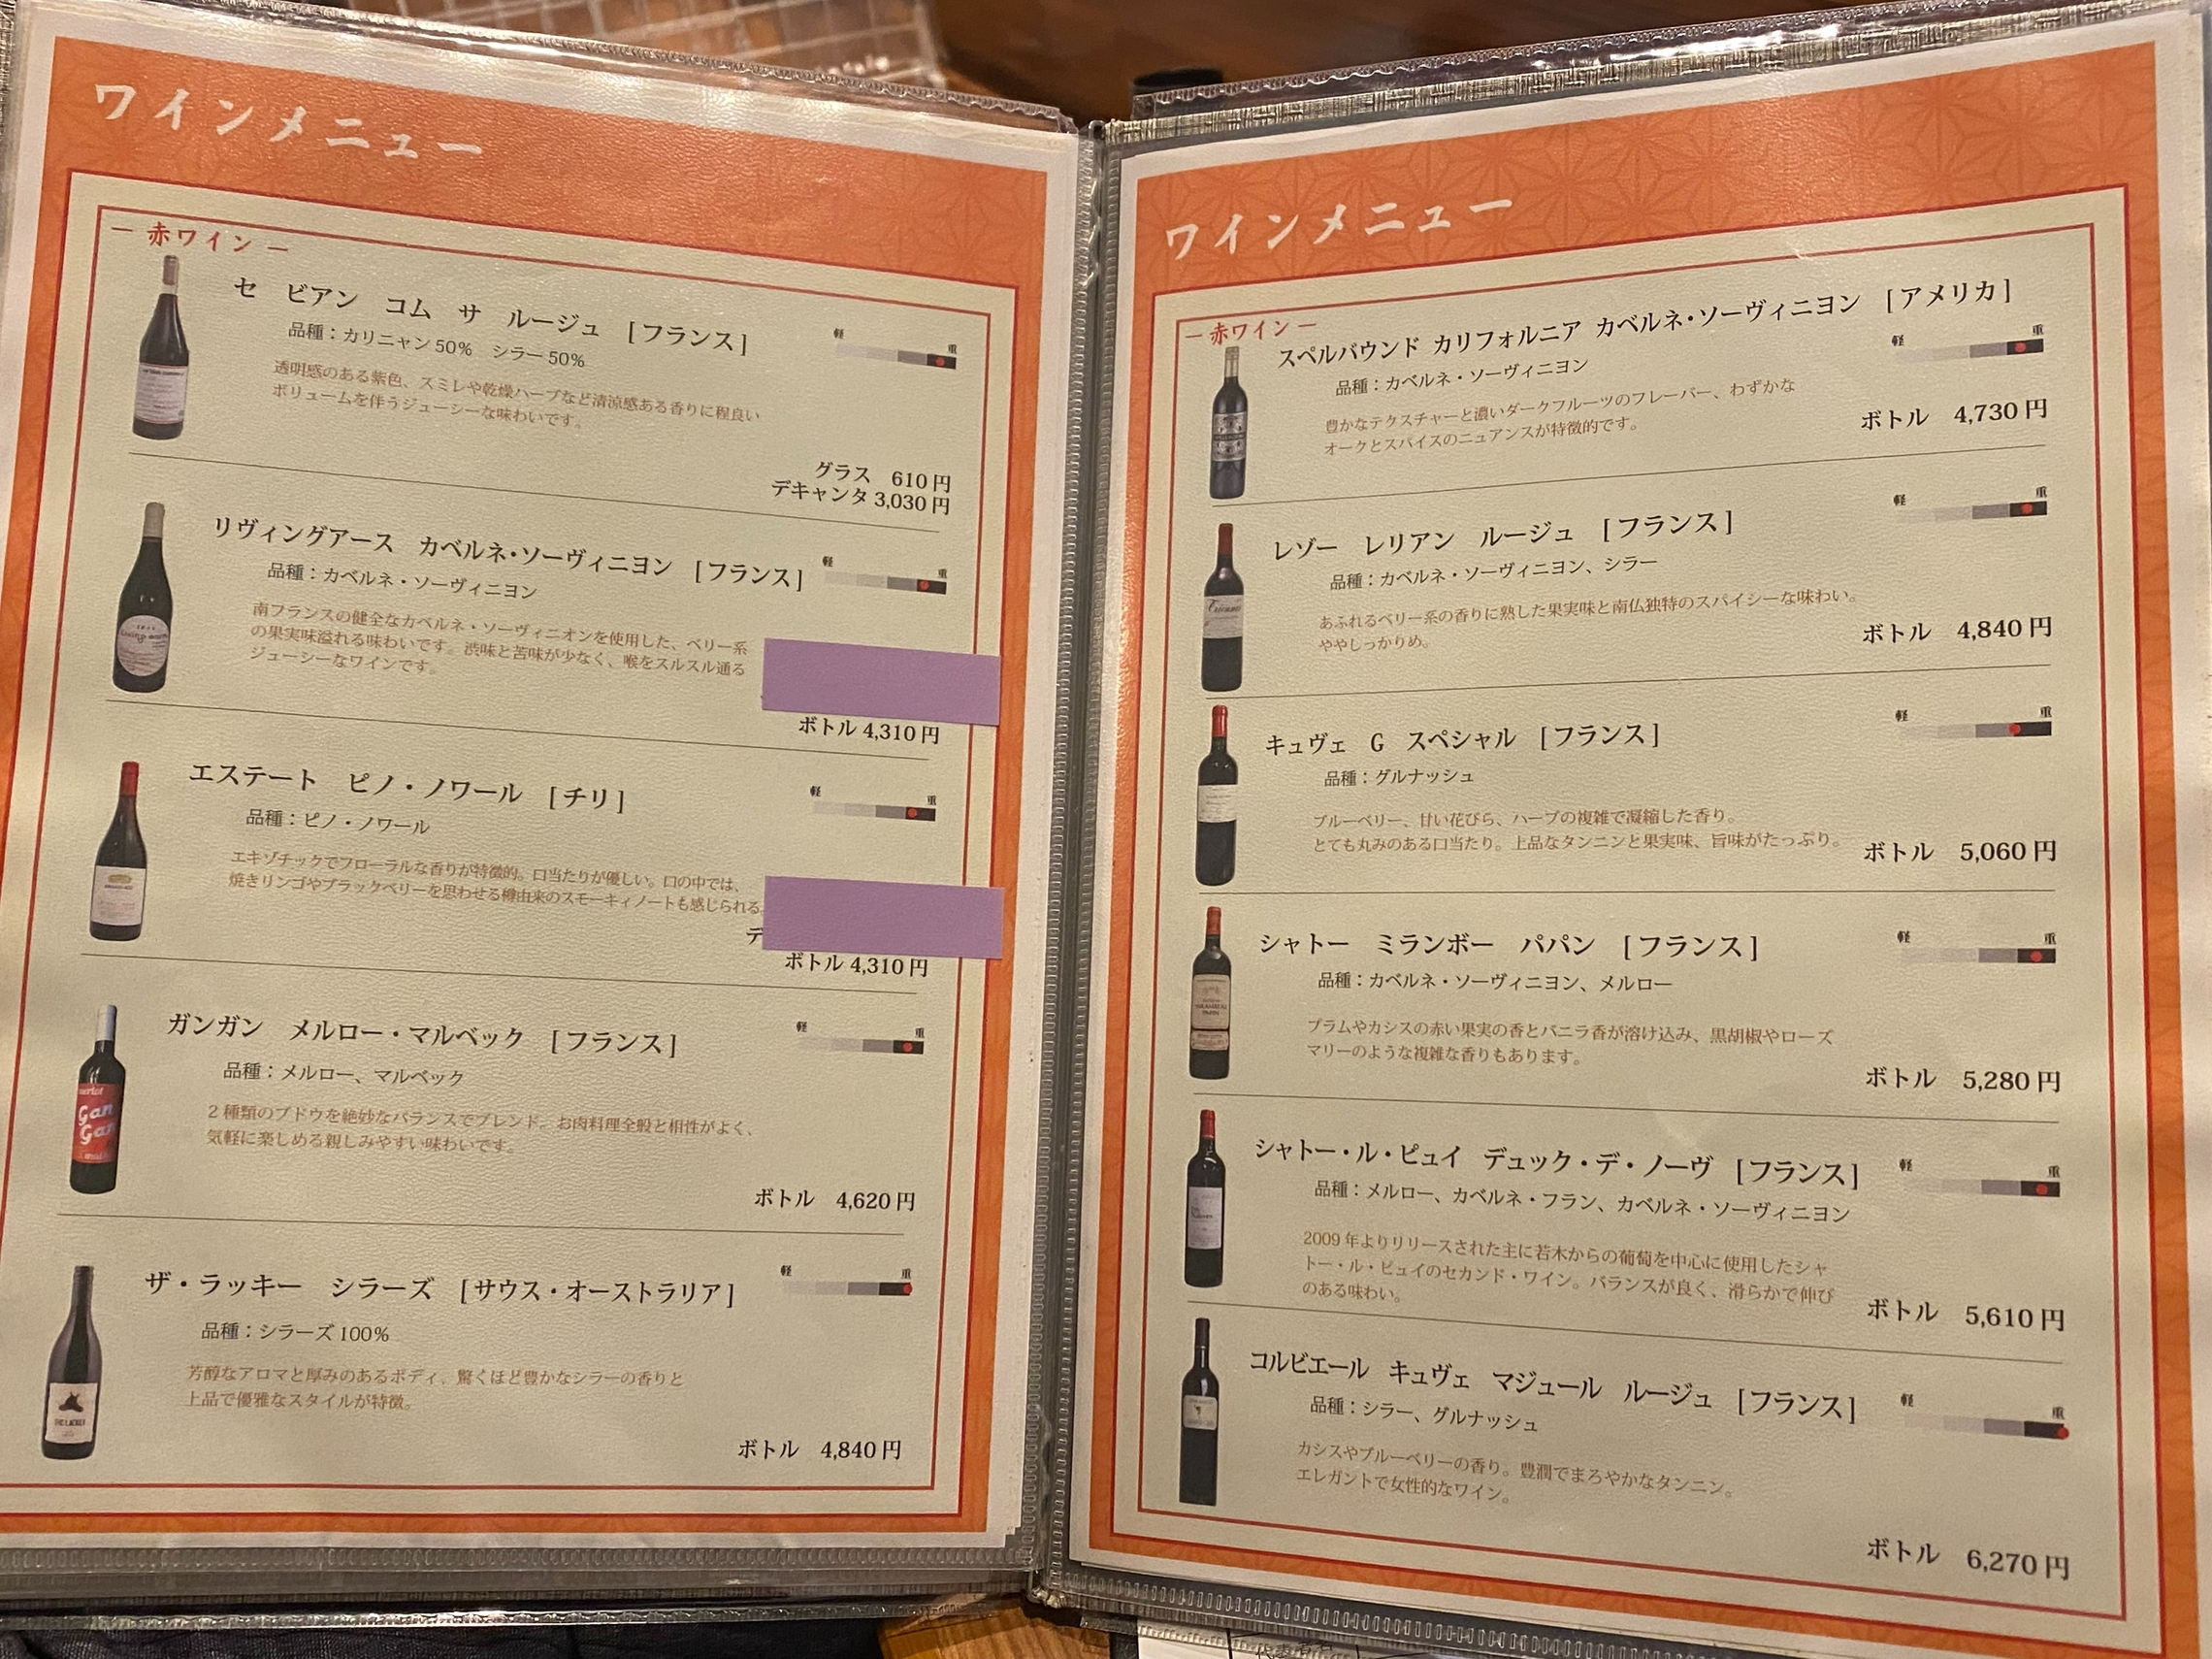 ワインメニュー
― 赤ワイン ―
セ ビアン コム サ ルージュ [フランス]
品種：カリニャン 50% シラー 50%
軽 重
透明感のある紫色、スミレや乾燥ハーブなど清涼感ある香りに程良い
ボリュームを伴うジューシーな味わいです。
グラス 610 円
デキャンタ 3,030 円
リヴィングアース カベルネ・ソーヴィニヨン [フランス]
品種：カベルネ・ソーヴィニヨン
軽 重
南フランスの健全なカベルネ・ソーヴィニオンを使用した、ベリー系
の果実味溢れる味わいです。渋味と苦味が少なく、喉をスルスル通る
ジューシーなワインです。
ボトル 4,310 円
エステート ピノ・ノワール [チリ]
品種：ピノ・ノワール
軽 重
エキゾチックでフローラルな香りが特徴的。口当たりが優しい。口の中では、
焼きリンゴやブラックベリーを思わせる樽由来のスモーキィノートも感じられる。
デ
ボトル 4,310 円
ガンガン メルロー・マルベック [フランス]
品種：メルロー、マルベック
軽 重
Gan
Gan
2 種類のブドウを絶妙なバランスでブレンド。お肉料理全般と相性がよく、
気軽に楽しめる親しみやすい味わいです。
ボトル 4,620 円
ザ・ラッキー シラーズ [サウス・オーストラリア]
品種：シラーズ 100%
軽 重
芳醇なアロマと厚みのあるボディ、驚くほど豊かなシラーの香りと
上品で優雅なスタイルが特徴。
ボトル 4,840 円
ワインメニュー
― 赤ワイン ―
スペルバウンド カリフォルニア カベルネ・ソーヴィニヨン [アメリカ]
品種：カベルネ・ソーヴィニヨン
軽 重
豊かなテクスチャーと濃いダークフルーツのフレーバー、わずかな
オークとスパイスのニュアンスが特徴的です。
ボトル 4,730 円
レゾー レリアン ルージュ [フランス]
品種：カベルネ・ソーヴィニヨン、シラー
軽 重
あふれるベリー系の香りに熟した果実味と南仏独特のスパイシーな味わい。
ややしっかりめ。
ボトル 4,840 円
キュヴェ G スペシャル [フランス]
品種：グルナッシュ
軽 重
ブルーベリー、甘い花びら、ハーブの複雑で凝縮した香り。
とても丸みのある口当たり。上品なタンニンと果実味、旨味がたっぷり。
ボトル 5,060 円
シャトー ミランボー パパン [フランス]
品種：カベルネ・ソーヴィニヨン、メルロー
軽 重
プラムやカシスの赤い果実の香とバニラ香が溶け込み、黒胡椒やローズ
マリーのような複雑な香りもあります。
ボトル 5,280 円
シャトー・ル・ピュイ デュック・デ・ノーヴ [フランス]
品種：メルロー、カベルネ・フラン、カベルネ・ソーヴィニヨン
軽 重
2009 年よりリリースされた主に若木からの葡萄を中心に使用したシャ
トー・ル・ピュイのセカンド・ワイン。バランスが良く、滑らかで伸び
のある味わい。
ボトル 5,610 円
コルビエール キュヴェ マジュール ルージュ [フランス]
品種：シラー、グルナッシュ
軽 重
カシスやブルーベリーの香り。豊潤でまろやかなタンニン。
エレガントで女性的なワイン。
ボトル 6,270 円